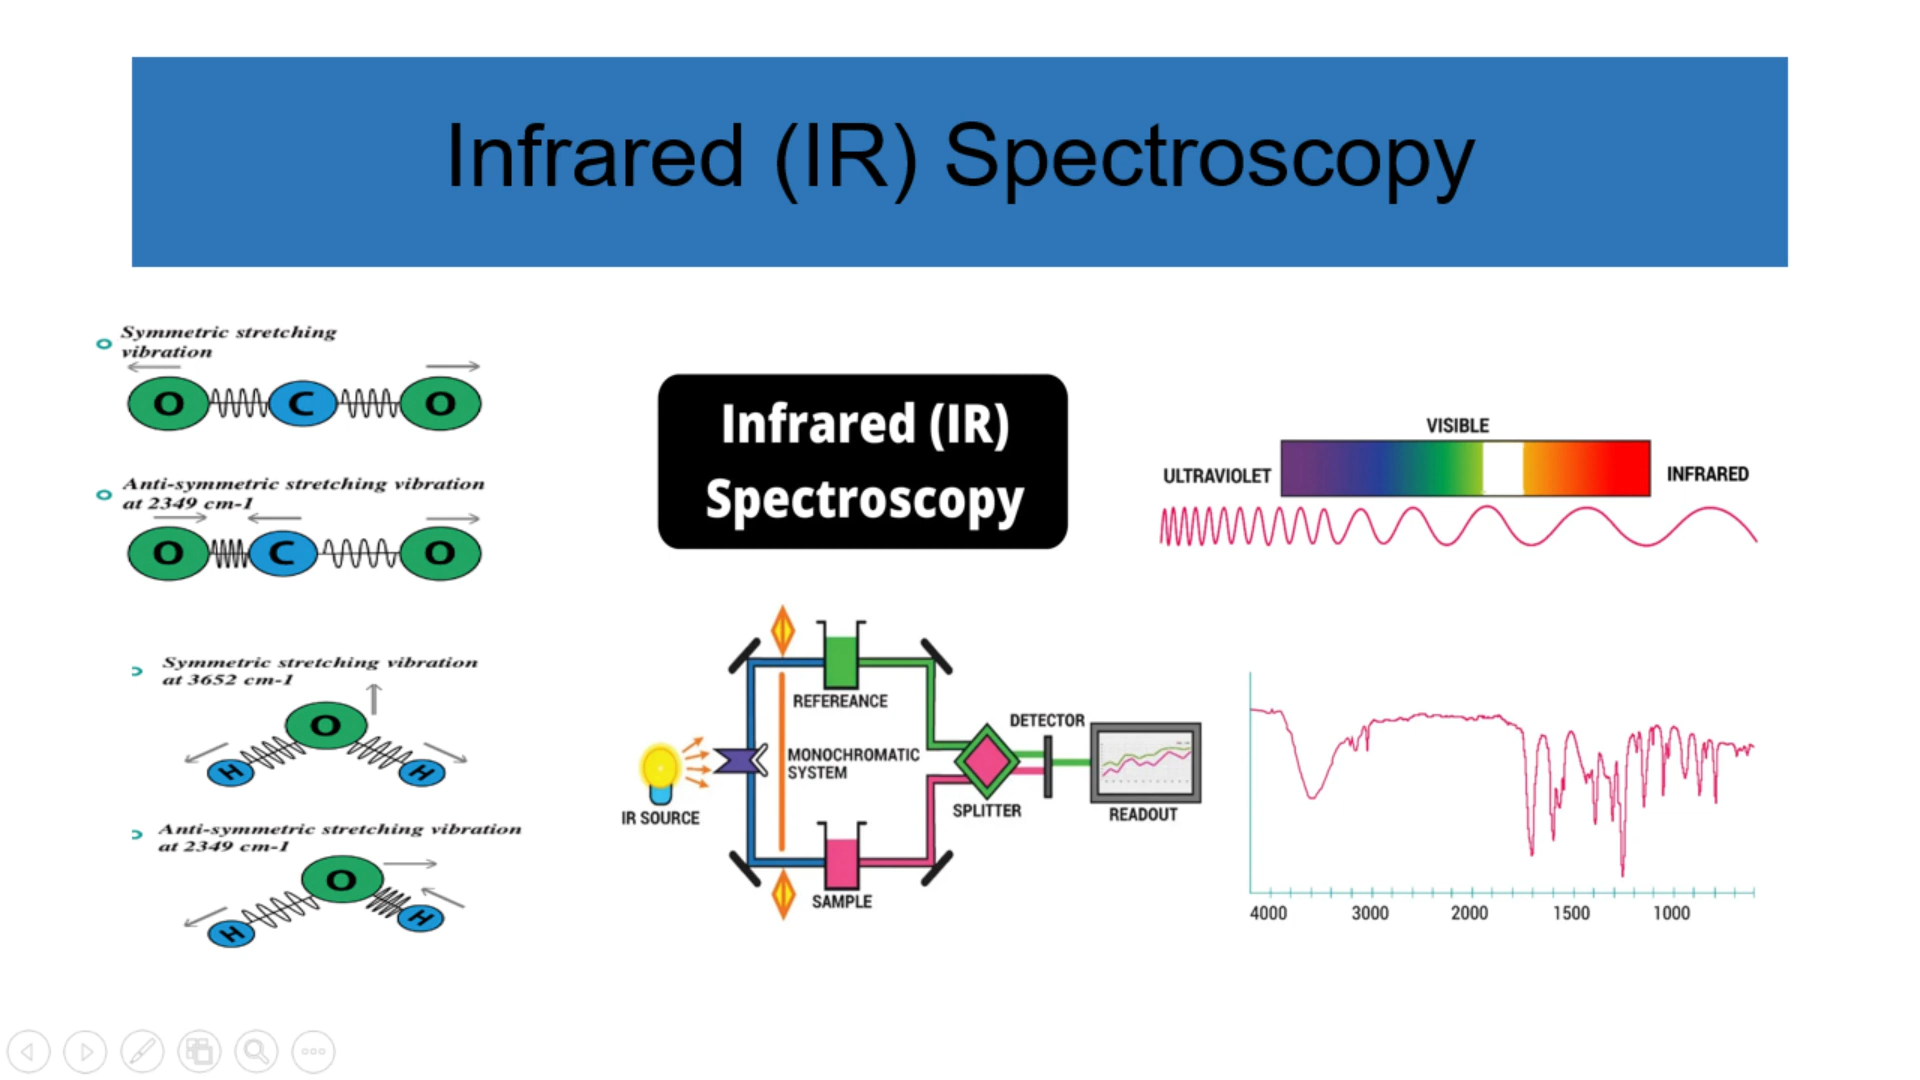 Infrared (IR) Spectroscopy
Symmetric stretching
vibration
O C O
Anti-symmetric stretching vibration
at 2349 cm-1
O C O
Symmetric stretching vibration
at 3652 cm-1
O
H H
Anti-symmetric stretching vibration
at 2349 cm-1
O
H H
Infrared (IR)
Spectroscopy
REFEREANCE
MONOCHROMATIC
SYSTEM
IR SOURCE
SAMPLE
DETECTOR
SPLITTER
READOUT
VISIBLE
ULTRAVIOLET
INFRARED
4000 3000 2000 1500 1000